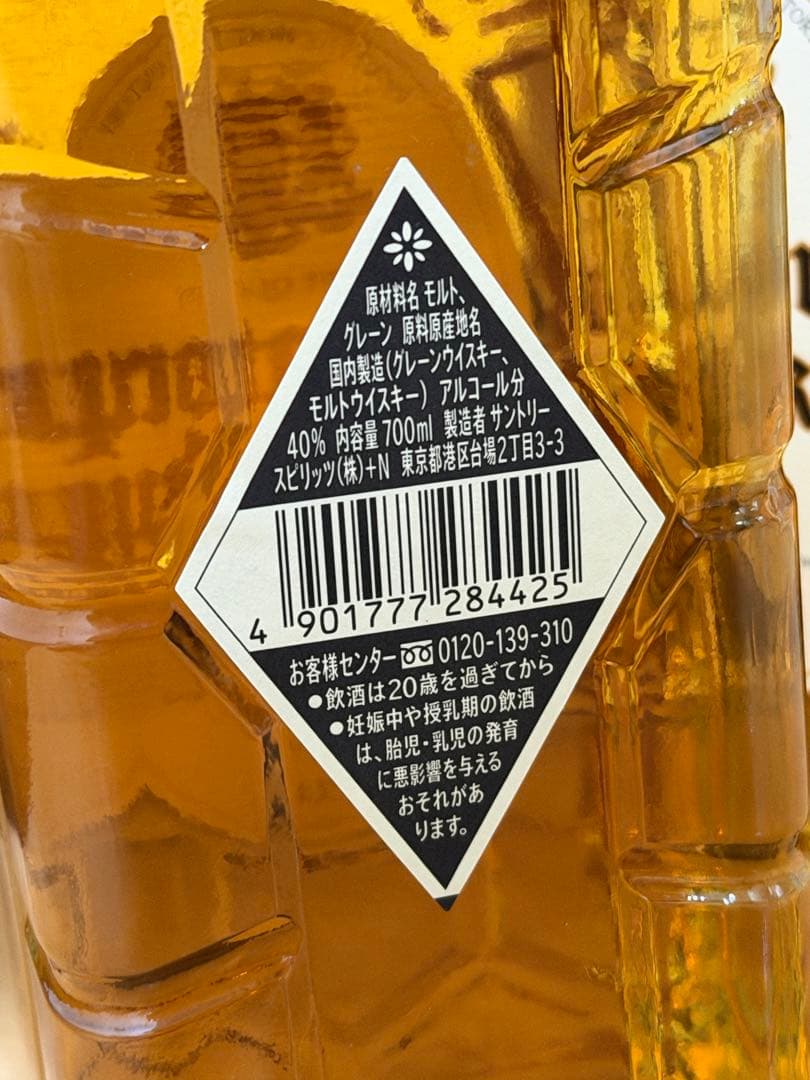 原材料名 モルト、
グレーン 原料原産地名
国内製造(グレーンウイスキー、
モルトウイスキー) アルコール分
40% 内容量 700ml 製造者 サントリー
スピリッツ(株)+N 東京都港区台場2丁目3-3
4 901777 284425
お客様センター 0120-139-310
●飲酒は20歳を過ぎてから
●妊娠中や授乳期の飲酒
は、胎児・乳児の発育
に悪影響を与える
おそれがあ
ります。